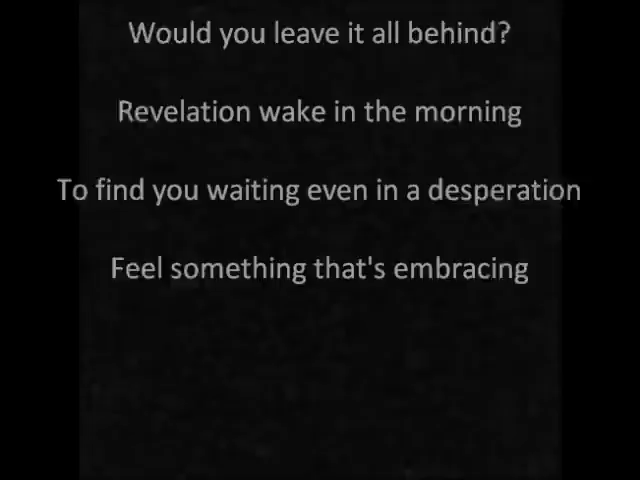 Would you leave it all behind?
Revelation wake in the morning
To find you waiting even in a desperation
Feel something that's embracing